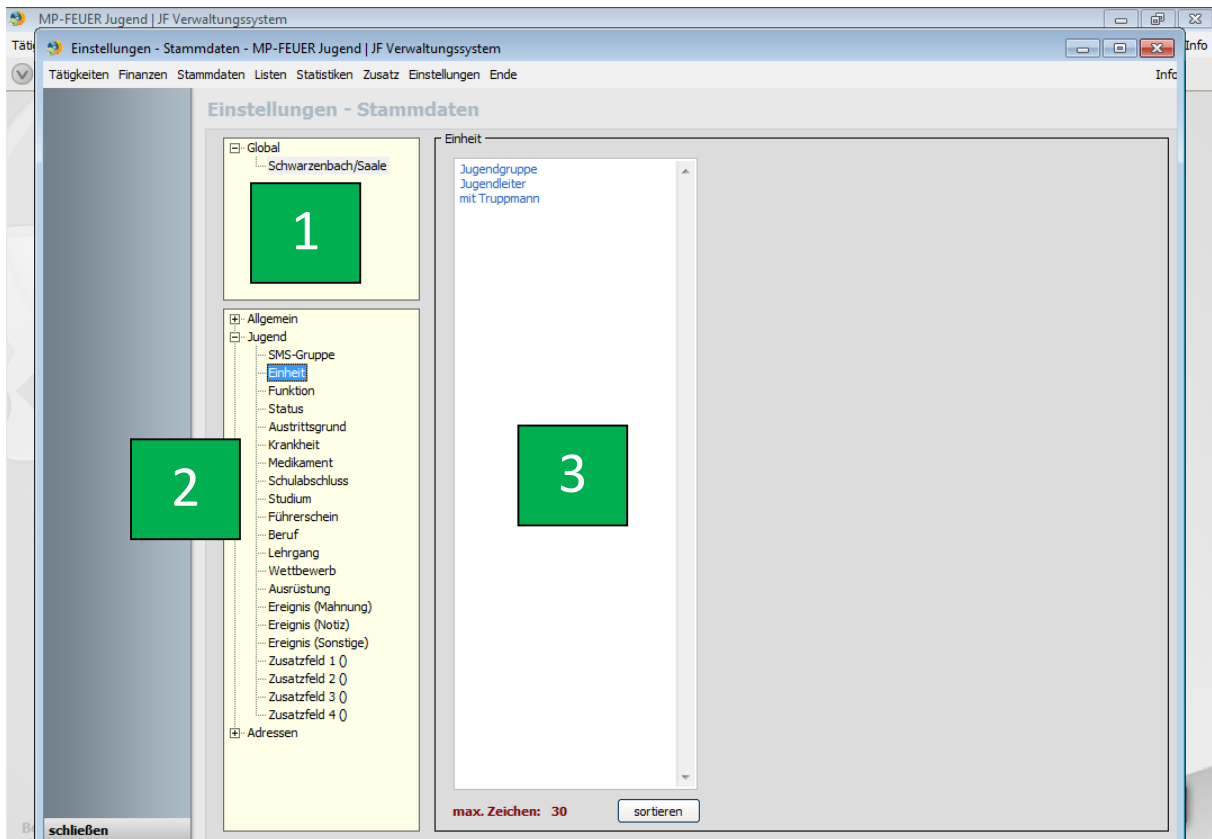 MP-FEUER Jugend | JF Verwaltungssystem
Info
Einstellungen - Stammdaten - MP-FEUER Jugend | JF Verwaltungssystem
Tätigkeiten Finanzen Stammdaten Listen Statistiken Zusatz Einstellungen Ende
Info
Einstellungen - Stammdaten
Global
Schwarzenbach/Saale
1
Allgemein
Jugend
SMS-Gruppe
Einheit
Funktion
Status
Austrittsgrund
Krankheit
Medikament
Schulabschluss
Studium
Führerschein
Beruf
Lehrgang
Wettbewerb
Ausrüstung
Ereignis (Mahnung)
Ereignis (Notiz)
Ereignis (Sonstige)
Zusatzfeld 1 ()
Zusatzfeld 2 ()
Zusatzfeld 3 ()
Zusatzfeld 4 ()
Adressen
2
Einheit
Jugendgruppe
Jugendleiter
mit Truppmann
3
max. Zeichen: 30
sortieren
schließen